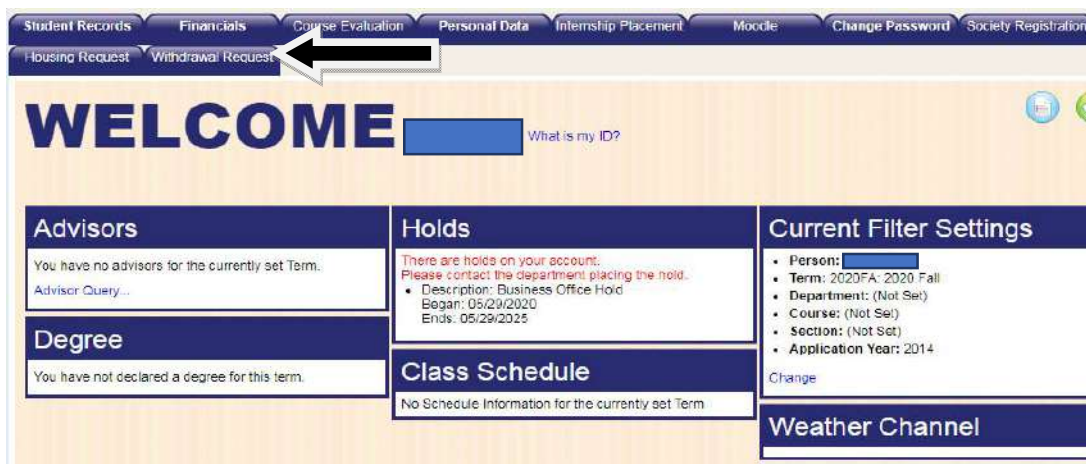 Student Records Financials Course Evaluation Personal Data Internship Placement Moodle Change Password Society Registration
Housing Request Withdrawal Request
WELCOME What is my ID?
Advisors
You have no advisors for the currently set Term.
Advisor Query...
Degree
You have not declared a degree for this term.
Holds
There are holds on your account.
Please contact the department placing the hold.
• Description: Business Office Hold
Began: 05/29/2020
Ends: 05/29/2025
Class Schedule
No Schedule Information for the currently set Term
Current Filter Settings
• Person:
• Term: 2020FA: 2020 Fall
• Department: (Not Set)
• Course: (Not Set)
• Section: (Not Set)
• Application Year: 2014
Change
Weather Channel